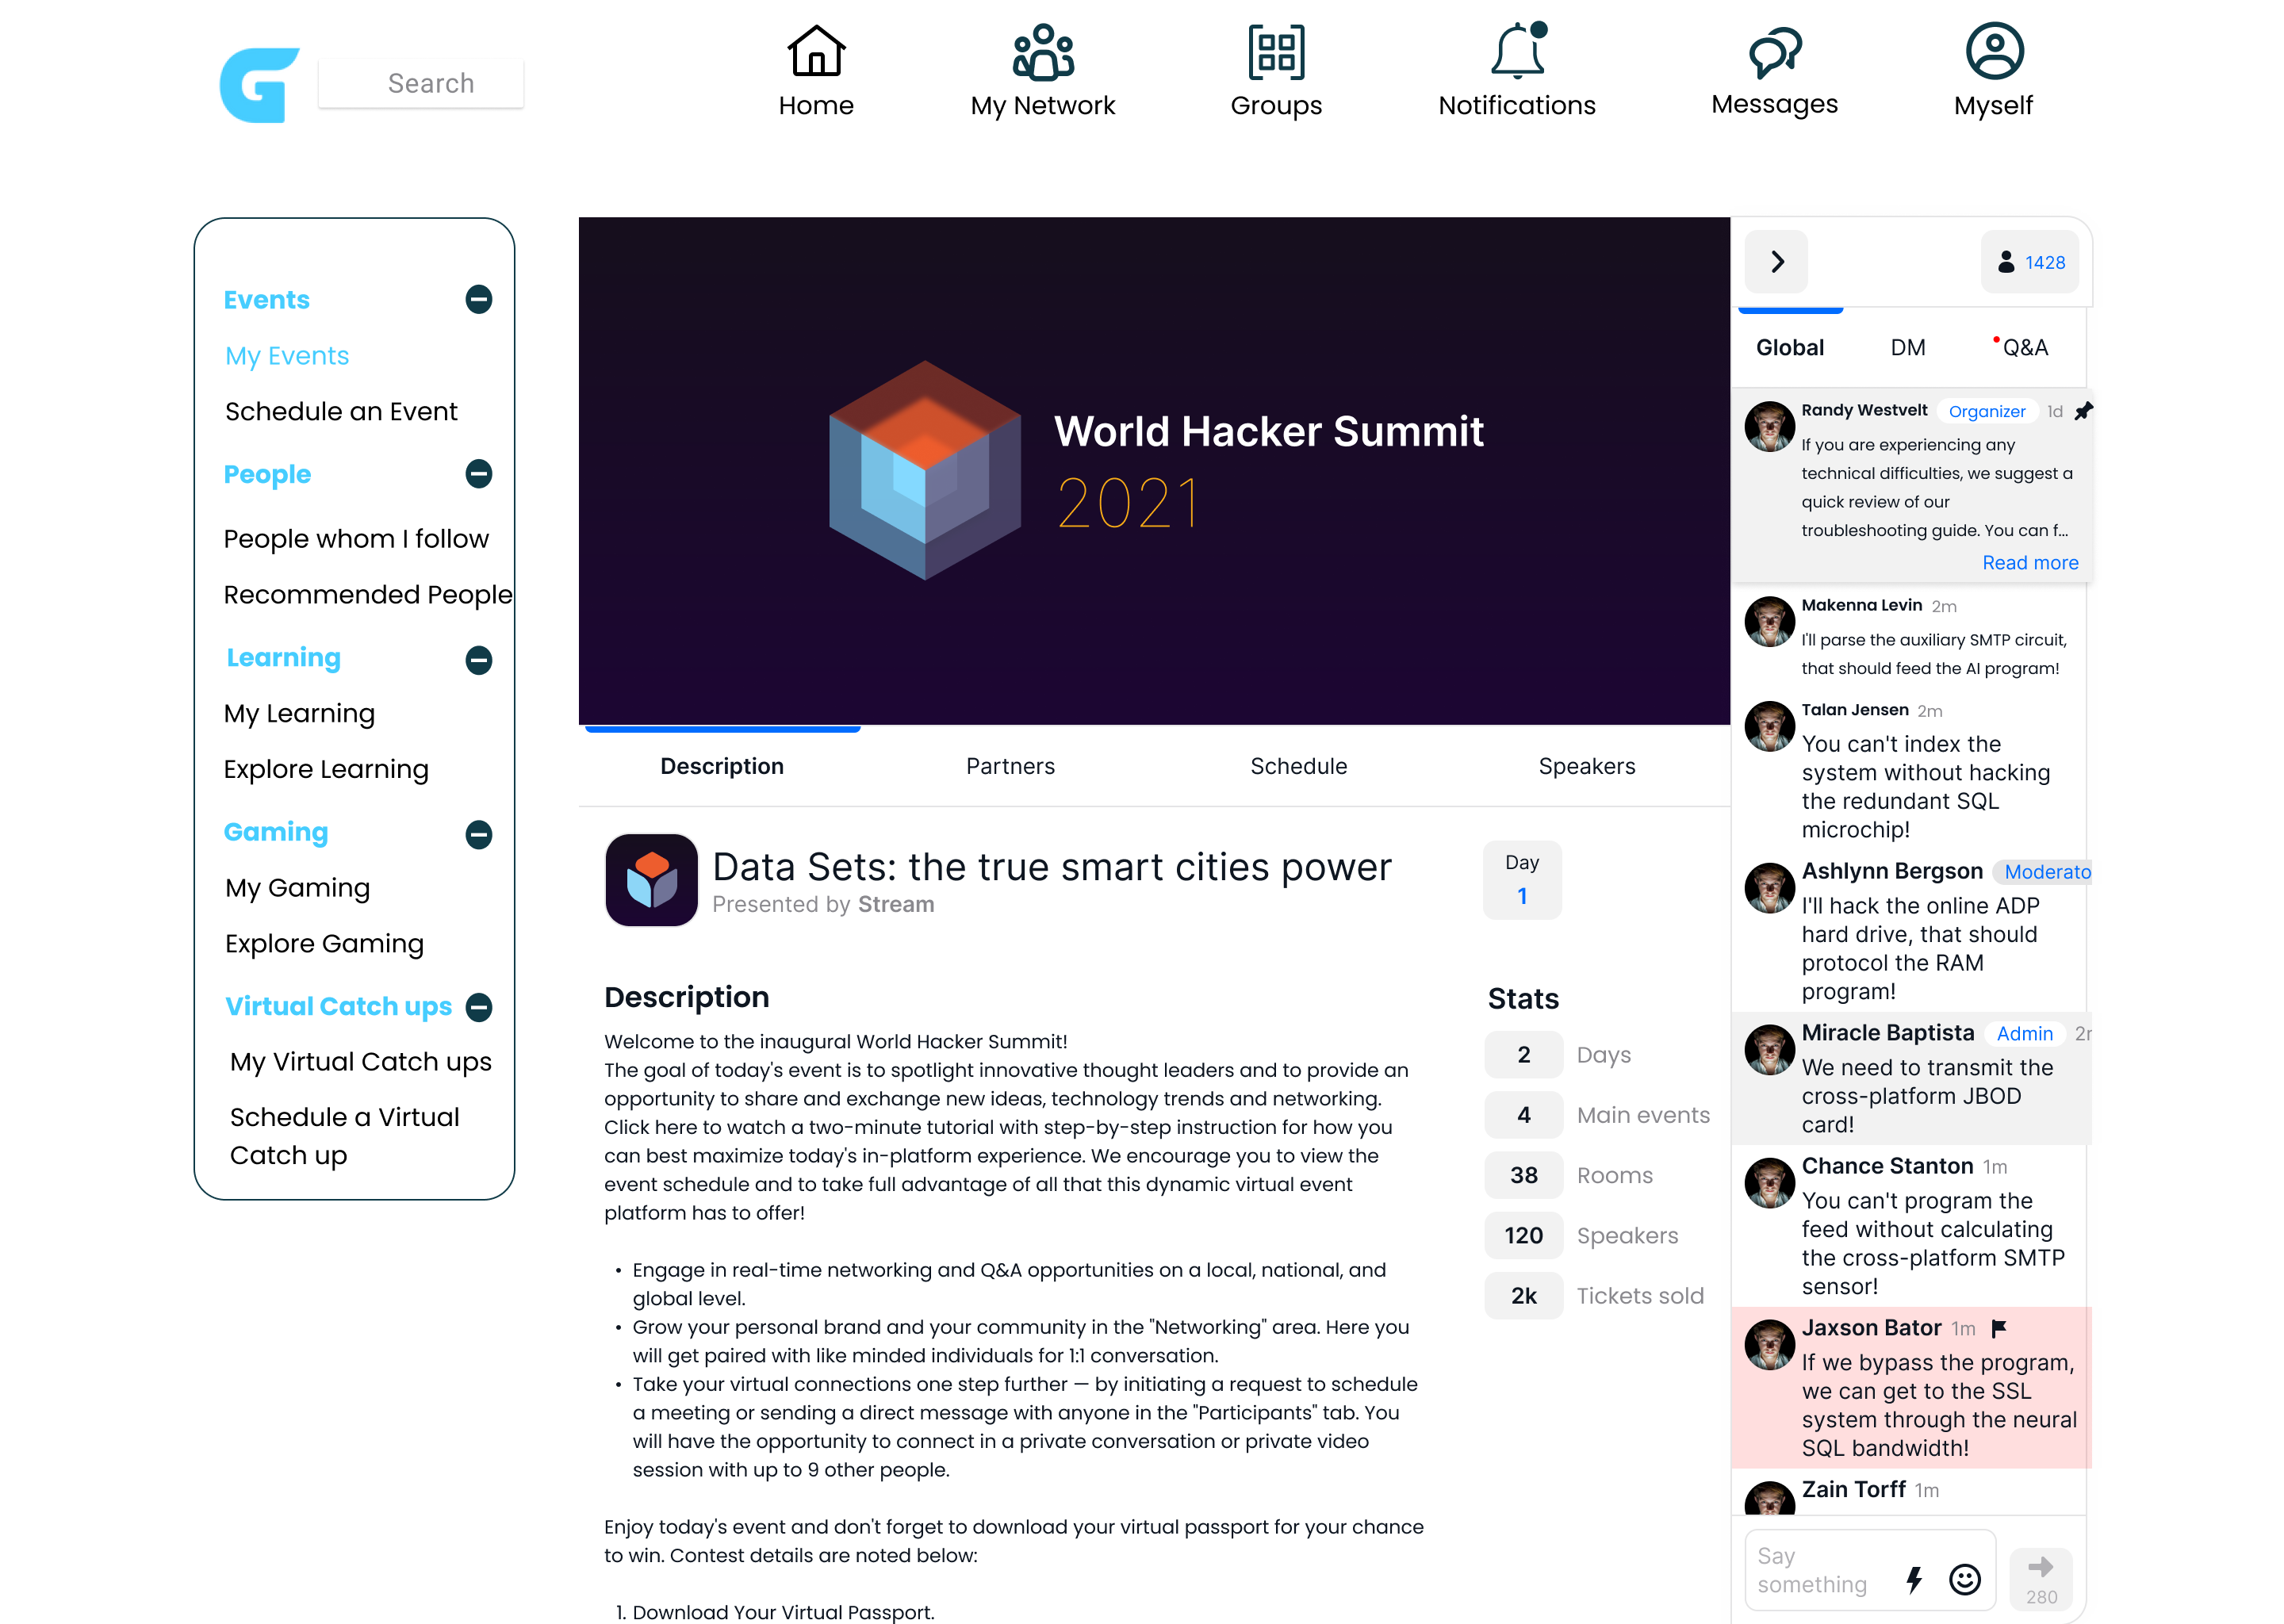 G
Search
Home
My Network
Groups
Notifications
Messages
Myself
Events
My Events
Schedule an Event
People
People whom I follow
Recommended People
Learning
My Learning
Explore Learning
Gaming
My Gaming
Explore Gaming
Virtual Catch ups
My Virtual Catch ups
Schedule a Virtual
Catch up
World Hacker Summit
2021
Description
Partners
Schedule
Speakers
Data Sets: the true smart cities power
Presented by Stream
Day
1
Description
Welcome to the inaugural World Hacker Summit!
The goal of today's event is to spotlight innovative thought leaders and to provide an
opportunity to share and exchange new ideas, technology trends and networking.
Click here to watch a two-minute tutorial with step-by-step instruction for how you
can best maximize today's in-platform experience. We encourage you to view the
event schedule and to take full advantage of all that this dynamic virtual event
platform has to offer!
• Engage in real-time networking and Q&A opportunities on a local, national, and
global level.
• Grow your personal brand and your community in the "Networking" area. Here you
will get paired with like minded individuals for 1:1 conversation.
• Take your virtual connections one step further — by initiating a request to schedule
a meeting or sending a direct message with anyone in the "Participants" tab. You
will have the opportunity to connect in a private conversation or private video
session with up to 9 other people.
Enjoy today's event and don't forget to download your virtual passport for your chance
to win. Contest details are noted below:
1. Download Your Virtual Passport.
Stats
2 Days
4 Main events
38 Rooms
120 Speakers
2k Tickets sold
1428
Global
DM
Q&A
Randy Westvelt Organizer 1d
If you are experiencing any
technical difficulties, we suggest a
quick review of our
troubleshooting guide. You can f...
Read more
Makenna Levin 2m
I'll parse the auxiliary SMTP circuit,
that should feed the AI program!
Talan Jensen 2m
You can't index the
system without hacking
the redundant SQL
microchip!
Ashlynn Bergson Moderato
I'll hack the online ADP
hard drive, that should
protocol the RAM
program!
Miracle Baptista Admin 2
We need to transmit the
cross-platform JBOD
card!
Chance Stanton 1m
You can't program the
feed without calculating
the cross-platform SMTP
sensor!
Jaxson Bator 1m
If we bypass the program,
we can get to the SSL
system through the neural
SQL bandwidth!
Zain Torff 1m
Say
something
280